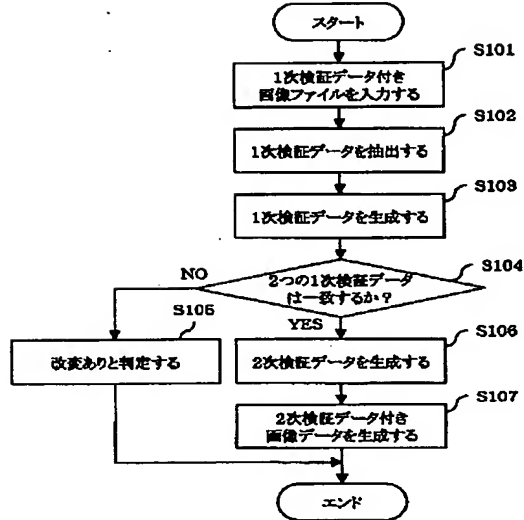 スタート
S101
1次検証データ付き
画像ファイルを入力する
S102
1次検証データを抽出する
S103
1次検証データを生成する
S104
2つの1次検証データ
は一致するか?
NO
YES
S105
改変ありと判定する
S106
2次検証データを生成する
S107
2次検証データ付き
画像データを生成する
エンド